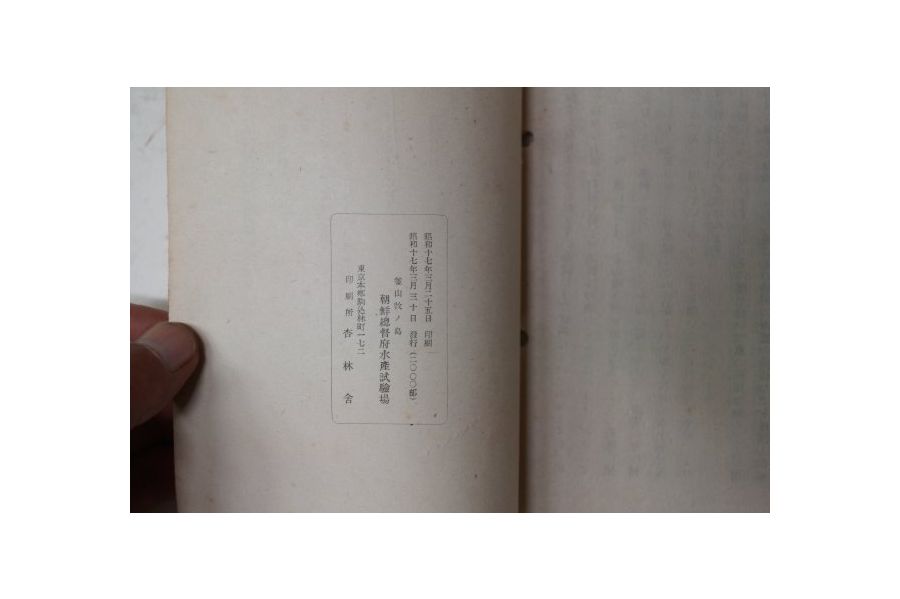 昭和十七年三月二十五日 印刷
昭和十七年三月三十日 發行(二〇〇〇部)
釜山牧ノ島
朝鮮總督府水產試驗場
東京本鄕駒込林町一七二
印刷所 杏林舍